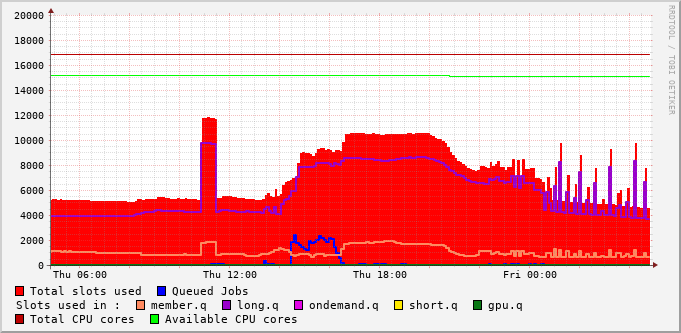 20000
18000
16000
14000
12000
10000
8000
6000
4000
2000
0
Thu 06:00 Thu 12:00 Thu 18:00 Fri 00:00
RRDTOOL / TOBI OETIKER
Total slots used Queued Jobs
Slots used in : member.q long.q ondemand.q short.q gpu.q
Total CPU cores Available CPU cores